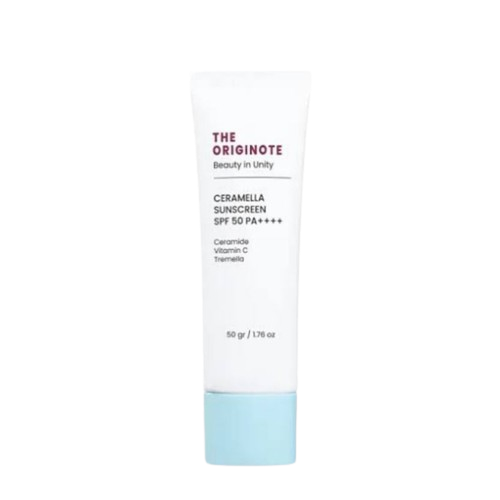 THE
ORIGINOTE
Beauty in Unity
CERAMELLA
SUNSCREEN
SPF 50 PA++++
Ceramide
Vitamin C
Tremella
50 gr / 1.76 oz